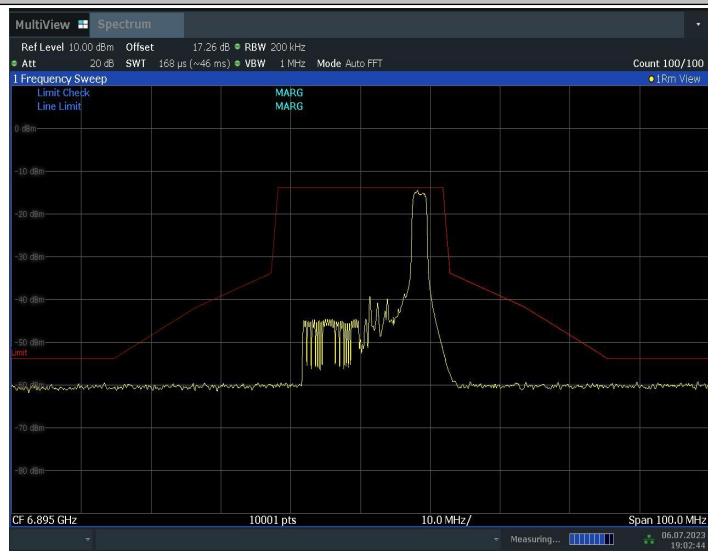 MultiView Spectrum
Ref Level 10.00 dBm Offset 17.26 dB RBW 200 kHz
Att 20 dB SWT 168 µs (~46 ms) VBW 1 MHz Mode Auto FFT Count 100/100
1 Frequency Sweep 1Rm View
Limit Check MARG
Line Limit MARG
0 dBm
-10 dBm
-20 dBm
-30 dBm
-40 dBm
-50 dBm
Limit
-60 dBm
-70 dBm
-80 dBm
CF 6.895 GHz 10001 pts 10.0 MHz/ Span 100.0 MHz
Measuring... 06.07.2023
19:02:44